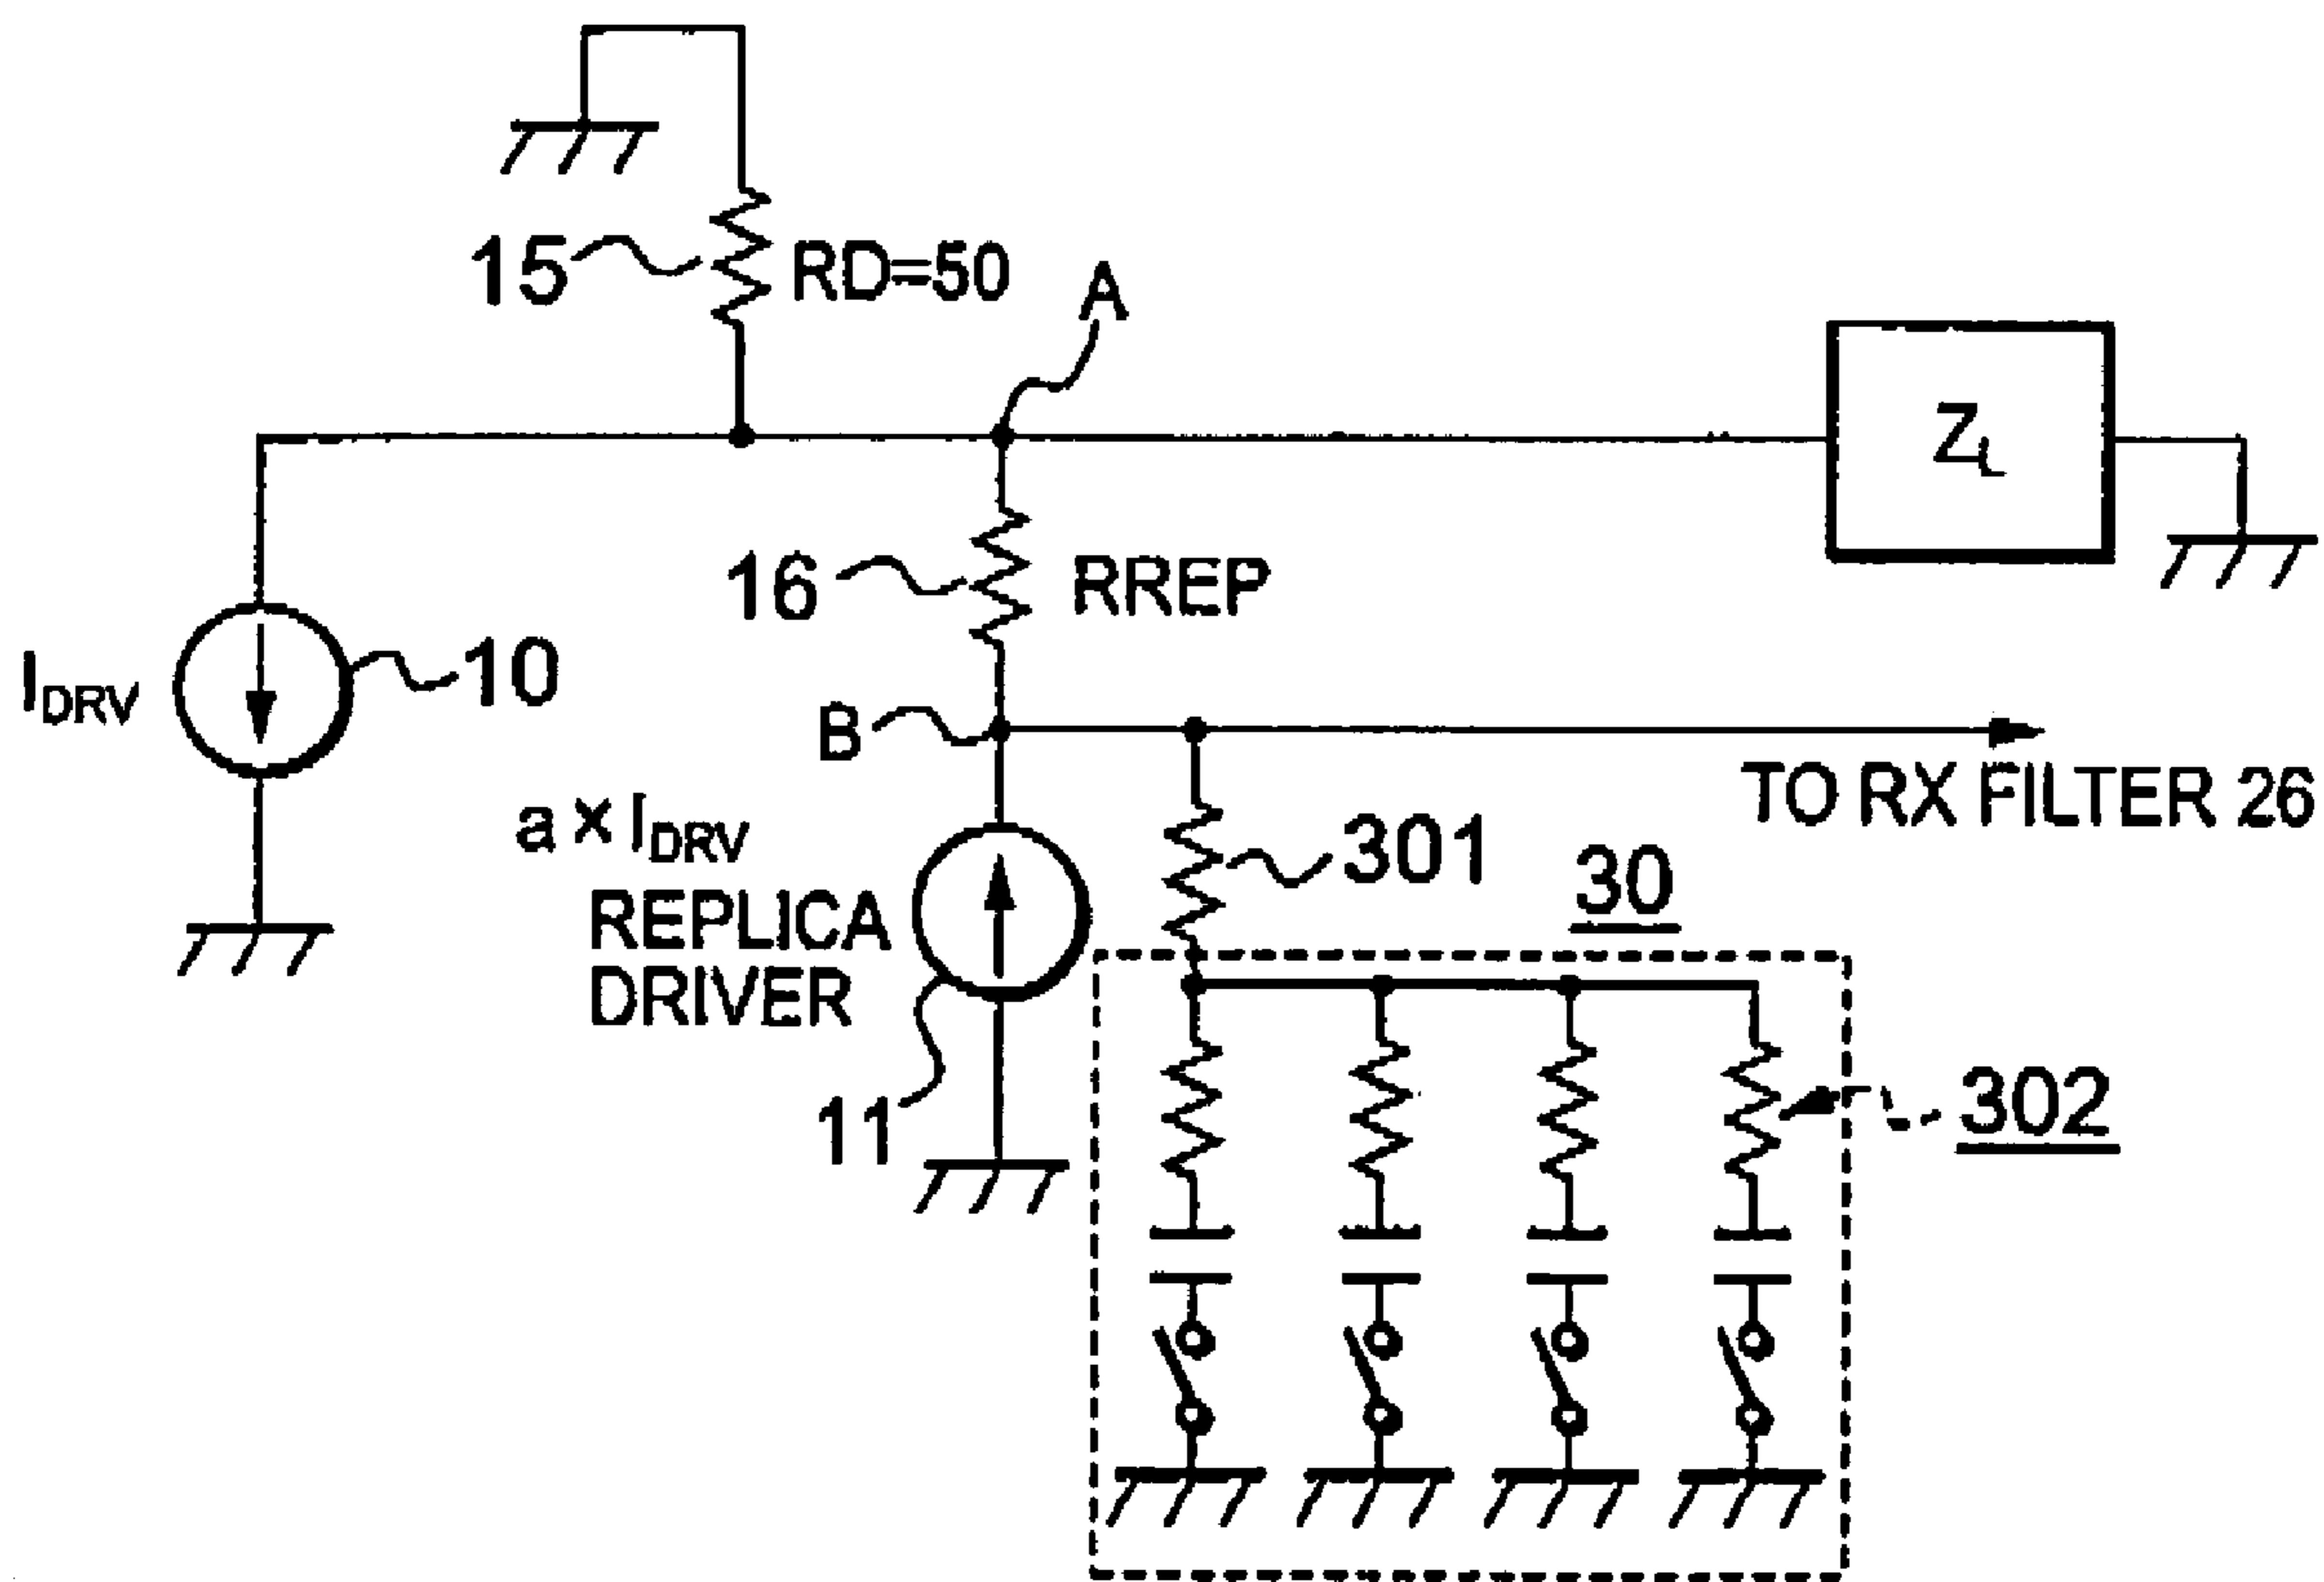 15
RD=50
A
Z_L
16
RREP
I_DRV
10
B
TO RX FILTER 26
a × I_DRV
REPLICA
DRIVER
301
30
302
11